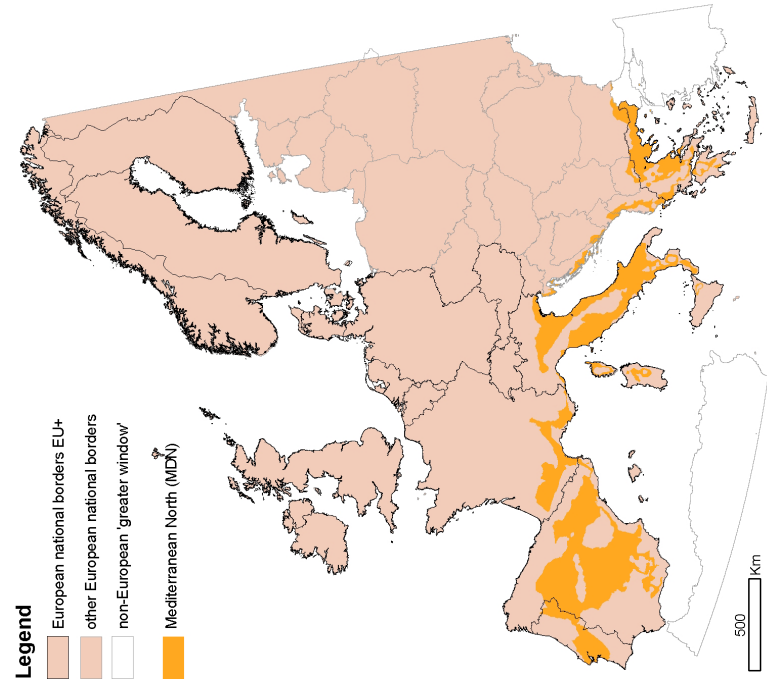 Legend
European national borders EU+
other European national borders
non-European 'greater window'
Mediterranean North (MDN)
500 Km